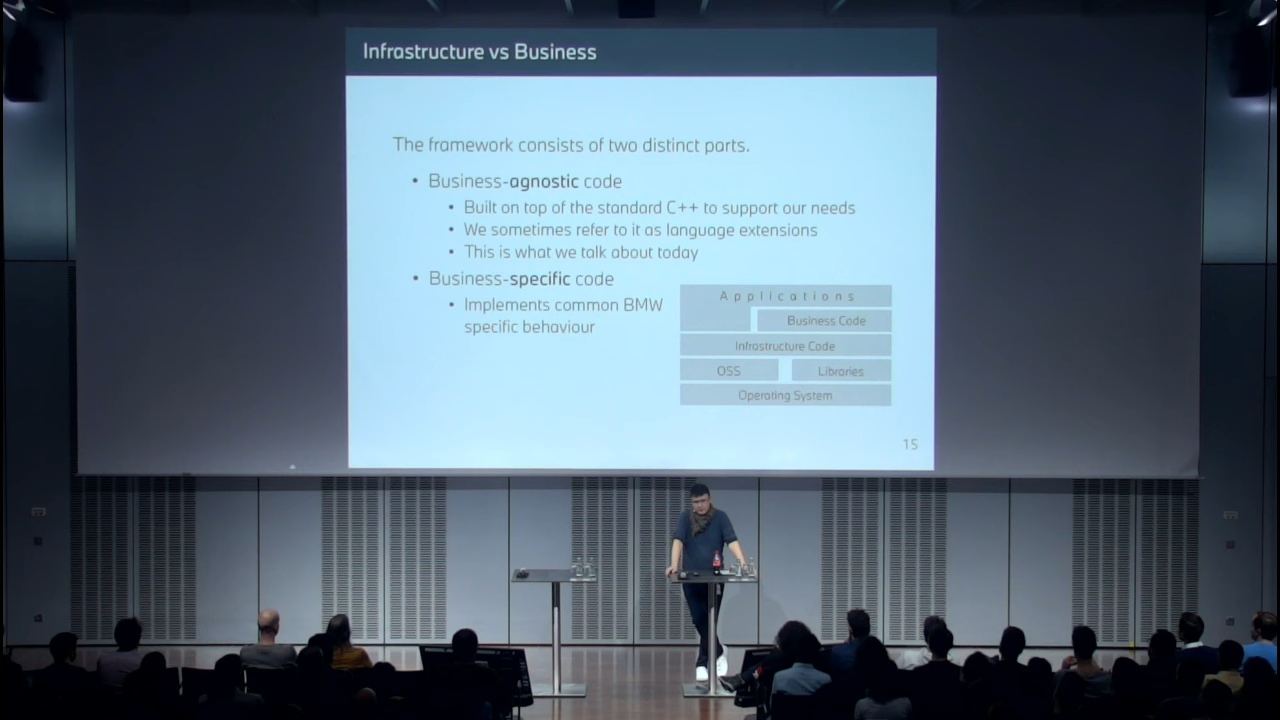 Infrastructure vs Business
The framework consists of two distinct parts.
• Business-agnostic code
• Built on top of the standard C++ to support our needs
• We sometimes refer to it as language extensions
• This is what we talk about today
• Business-specific code
• Implements common BMW
specific behaviour
Applications
Business Code
Infrastructure Code
OSS Libraries
Operating System
15